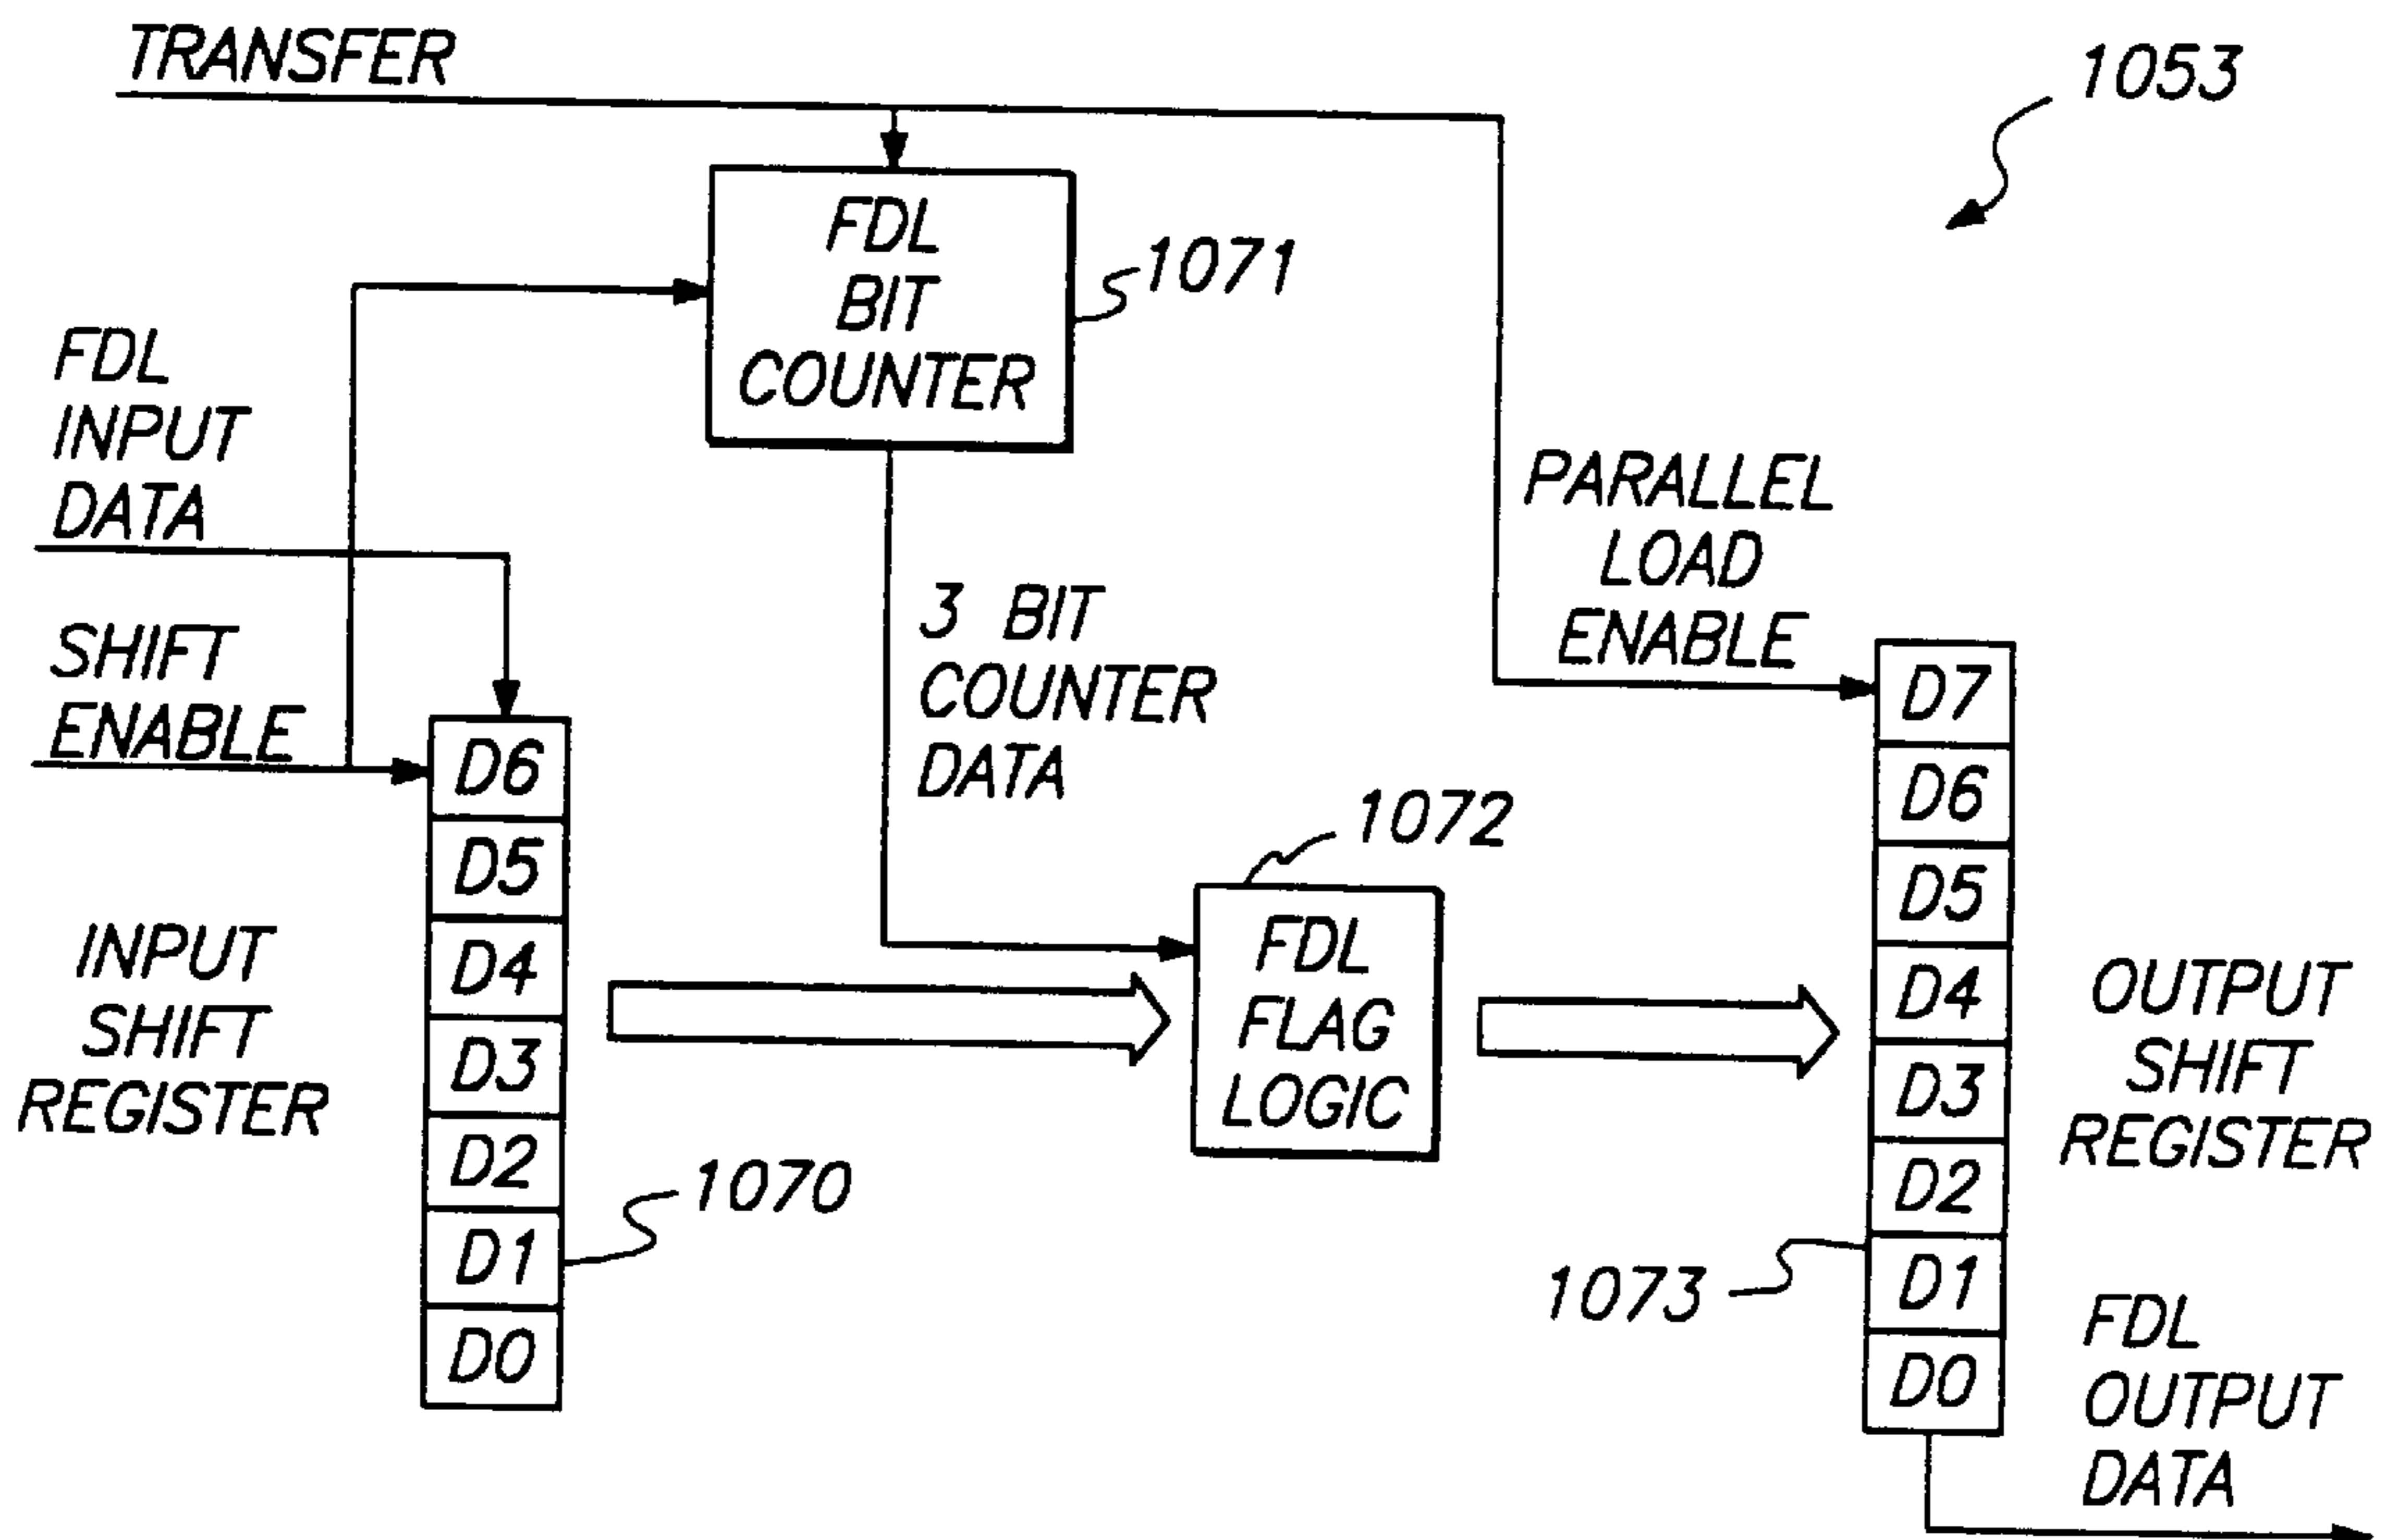 TRANSFER
1053
FDL
BIT
COUNTER
1071
FDL
INPUT
DATA
SHIFT
ENABLE
PARALLEL
LOAD
ENABLE
3 BIT
COUNTER
DATA
1072
INPUT
SHIFT
REGISTER
D6
D5
D4
D3
D2
D1
D0
1070
FDL
FLAG
LOGIC
D7
D6
D5
D4
D3
D2
D1
D0
1073
OUTPUT
SHIFT
REGISTER
FDL
OUTPUT
DATA